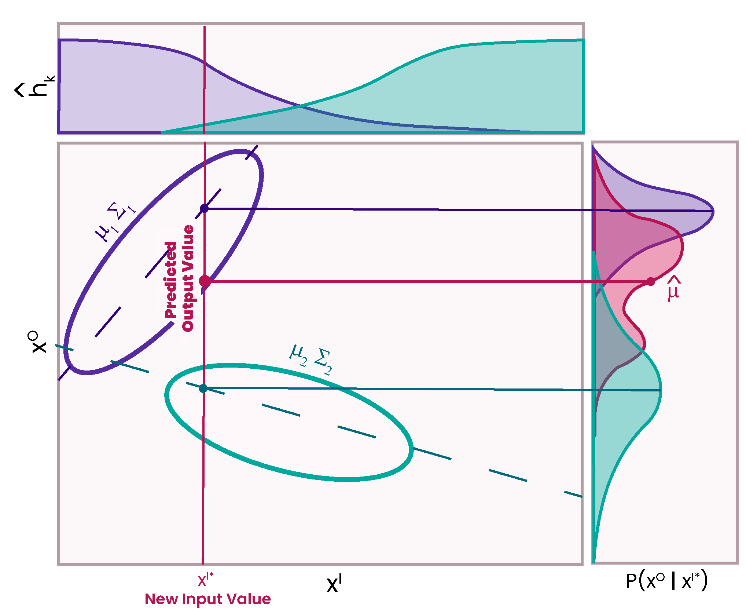 ĥₖ
μ₁ Σ₁
Predicted
Output Value
μ̂
xᴼ
μ₂ Σ₂
xᴵ*
xᴵ
New Input Value
P(xᴼ | xᴵ*)